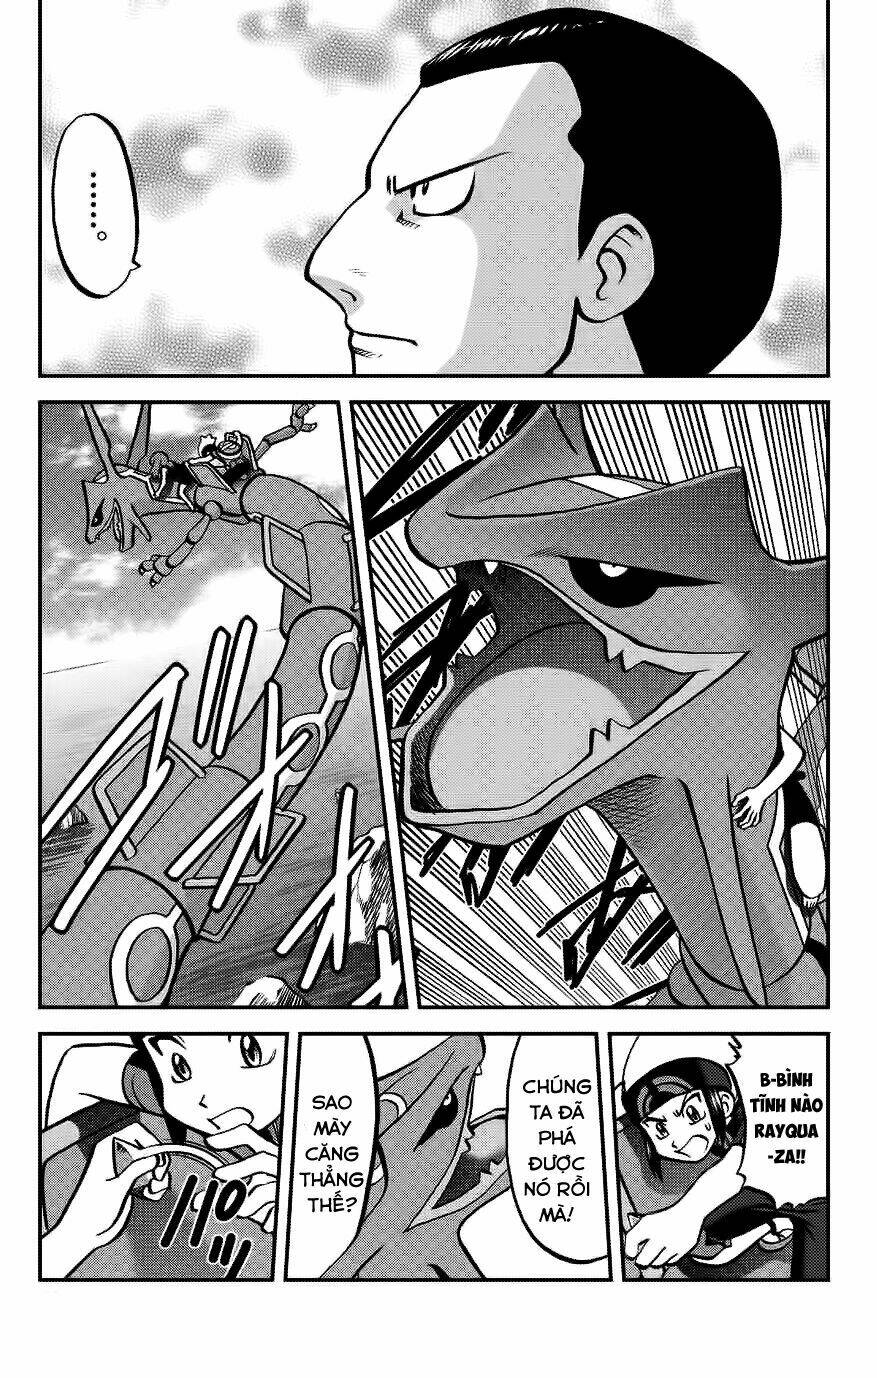 .......
B-BÌNH
TĨNH NÀO
RAYQUA
-ZA!!
CHÚNG
TA ĐÃ
PHÁ
ĐƯỢC
NÓ RỒI
MÀ!
SAO
MÀY
CĂNG
THẲNG
THẾ?